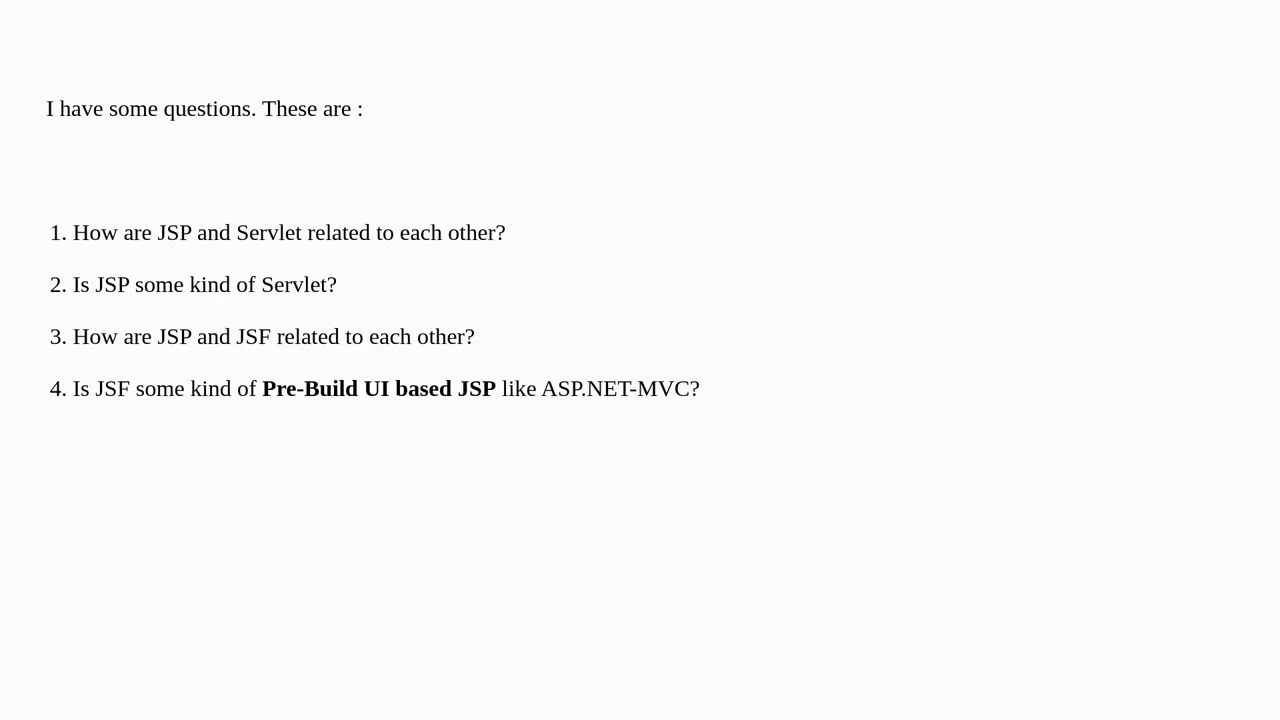 I have some questions. These are :
1. How are JSP and Servlet related to each other?
2. Is JSP some kind of Servlet?
3. How are JSP and JSF related to each other?
4. Is JSF some kind of Pre-Build UI based JSP like ASP.NET-MVC?